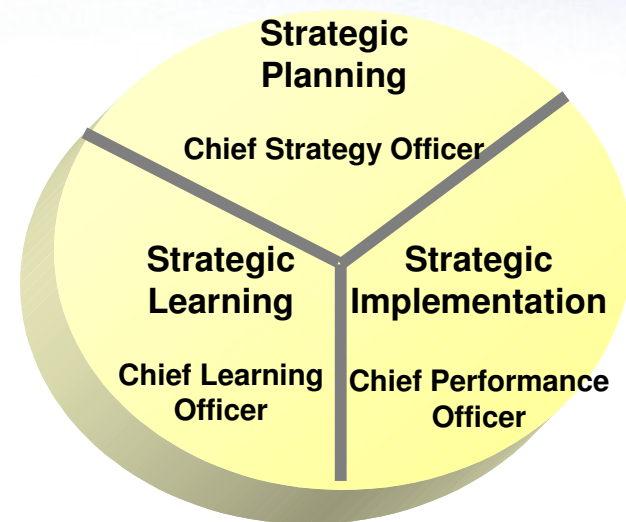 Strategic
Planning
Chief Strategy Officer
Strategic
Learning
Chief Learning
Officer
Strategic
Implementation
Chief Performance
Officer